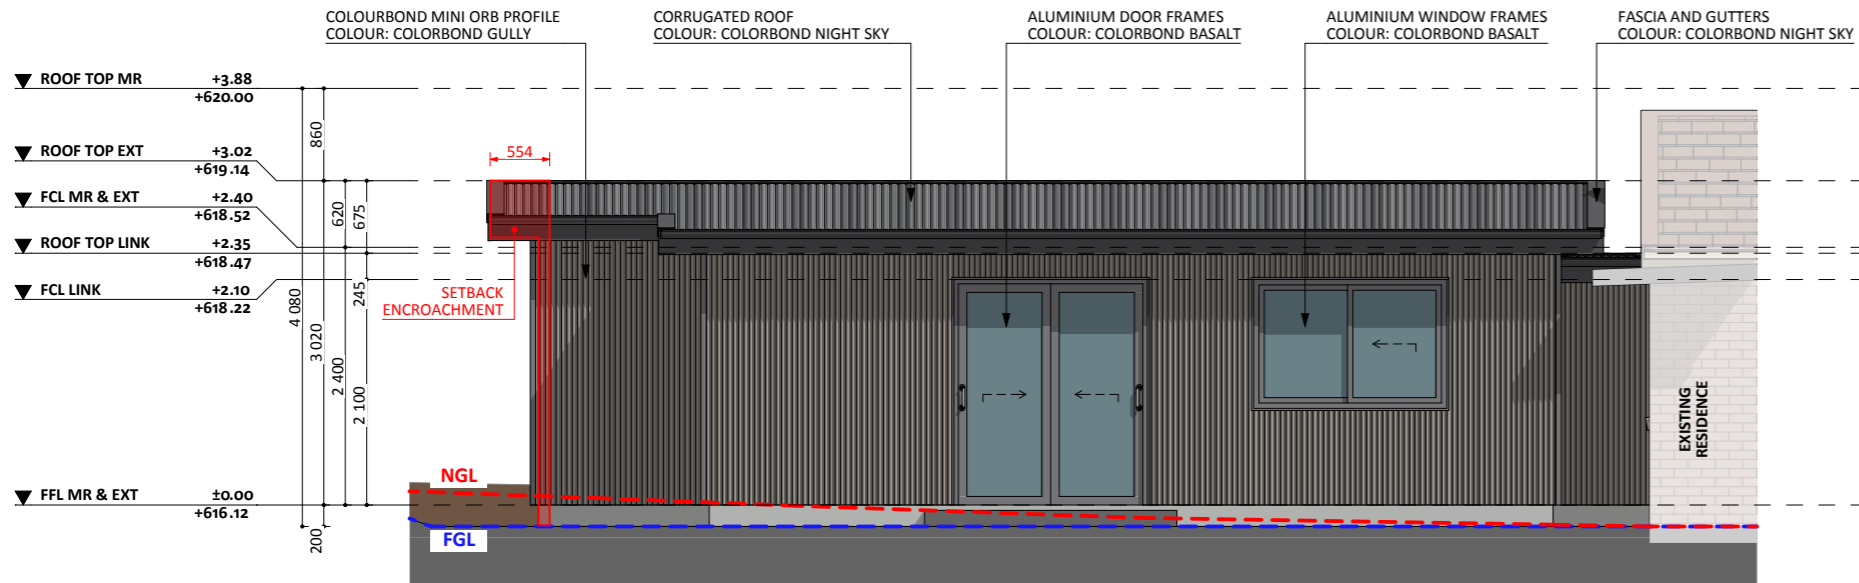 COLOURBOND MINI ORB PROFILE
COLOUR: COLORBOND GULLY
CORRUGATED ROOF
COLOUR: COLORBOND NIGHT SKY
ALUMINIUM DOOR FRAMES
COLOUR: COLORBOND BASALT
ALUMINIUM WINDOW FRAMES
COLOUR: COLORBOND BASALT
FASCIA AND GUTTERS
COLOUR: COLORBOND NIGHT SKY
ROOF TOP MR +3.88
+620.00
ROOF TOP EXT +3.02
+619.14
FCL MR & EXT +2.40
+618.52
ROOF TOP LINK +2.35
+618.47
FCL LINK +2.10
+618.22
FFL MR & EXT ±0.00
+616.12
4 080
860
3 020
200
620
2 400
675
245
2 100
554
SETBACK
ENCROACHMENT
NGL
FGL
EXISTING
RESIDENCE